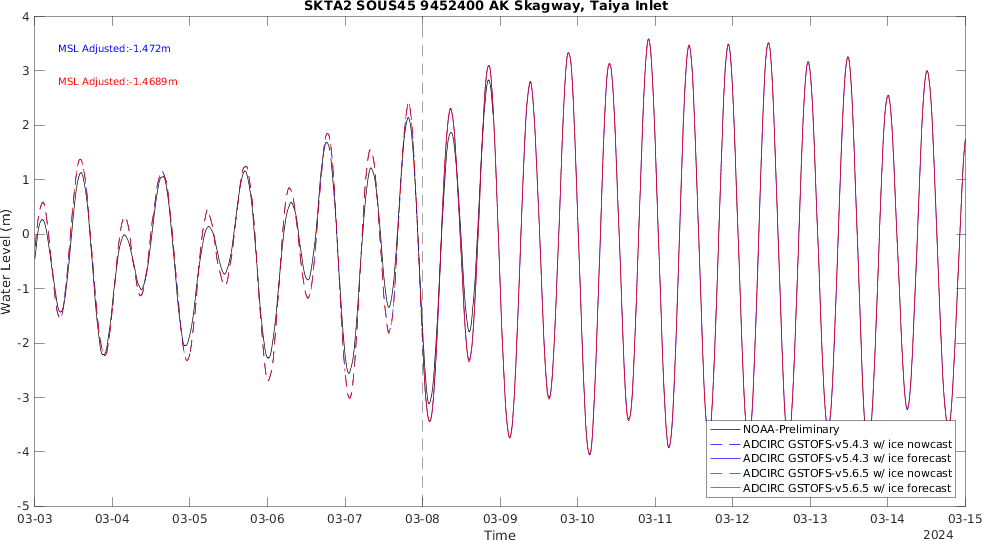 SKTA2 SOUS45 9452400 AK Skagway, Taiya Inlet
MSL Adjusted:-1.472m
MSL Adjusted:-1.4689m
4
3
2
1
0
-1
-2
-3
-4
-5
Water Level (m)
NOAA-Preliminary
ADCIRC GSTOFS-v5.4.3 w/ ice nowcast
ADCIRC GSTOFS-v5.4.3 w/ ice forecast
ADCIRC GSTOFS-v5.6.5 w/ ice nowcast
ADCIRC GSTOFS-v5.6.5 w/ ice forecast
03-03 03-04 03-05 03-06 03-07 03-08 03-09 03-10 03-11 03-12 03-13 03-14 03-15
Time
2024